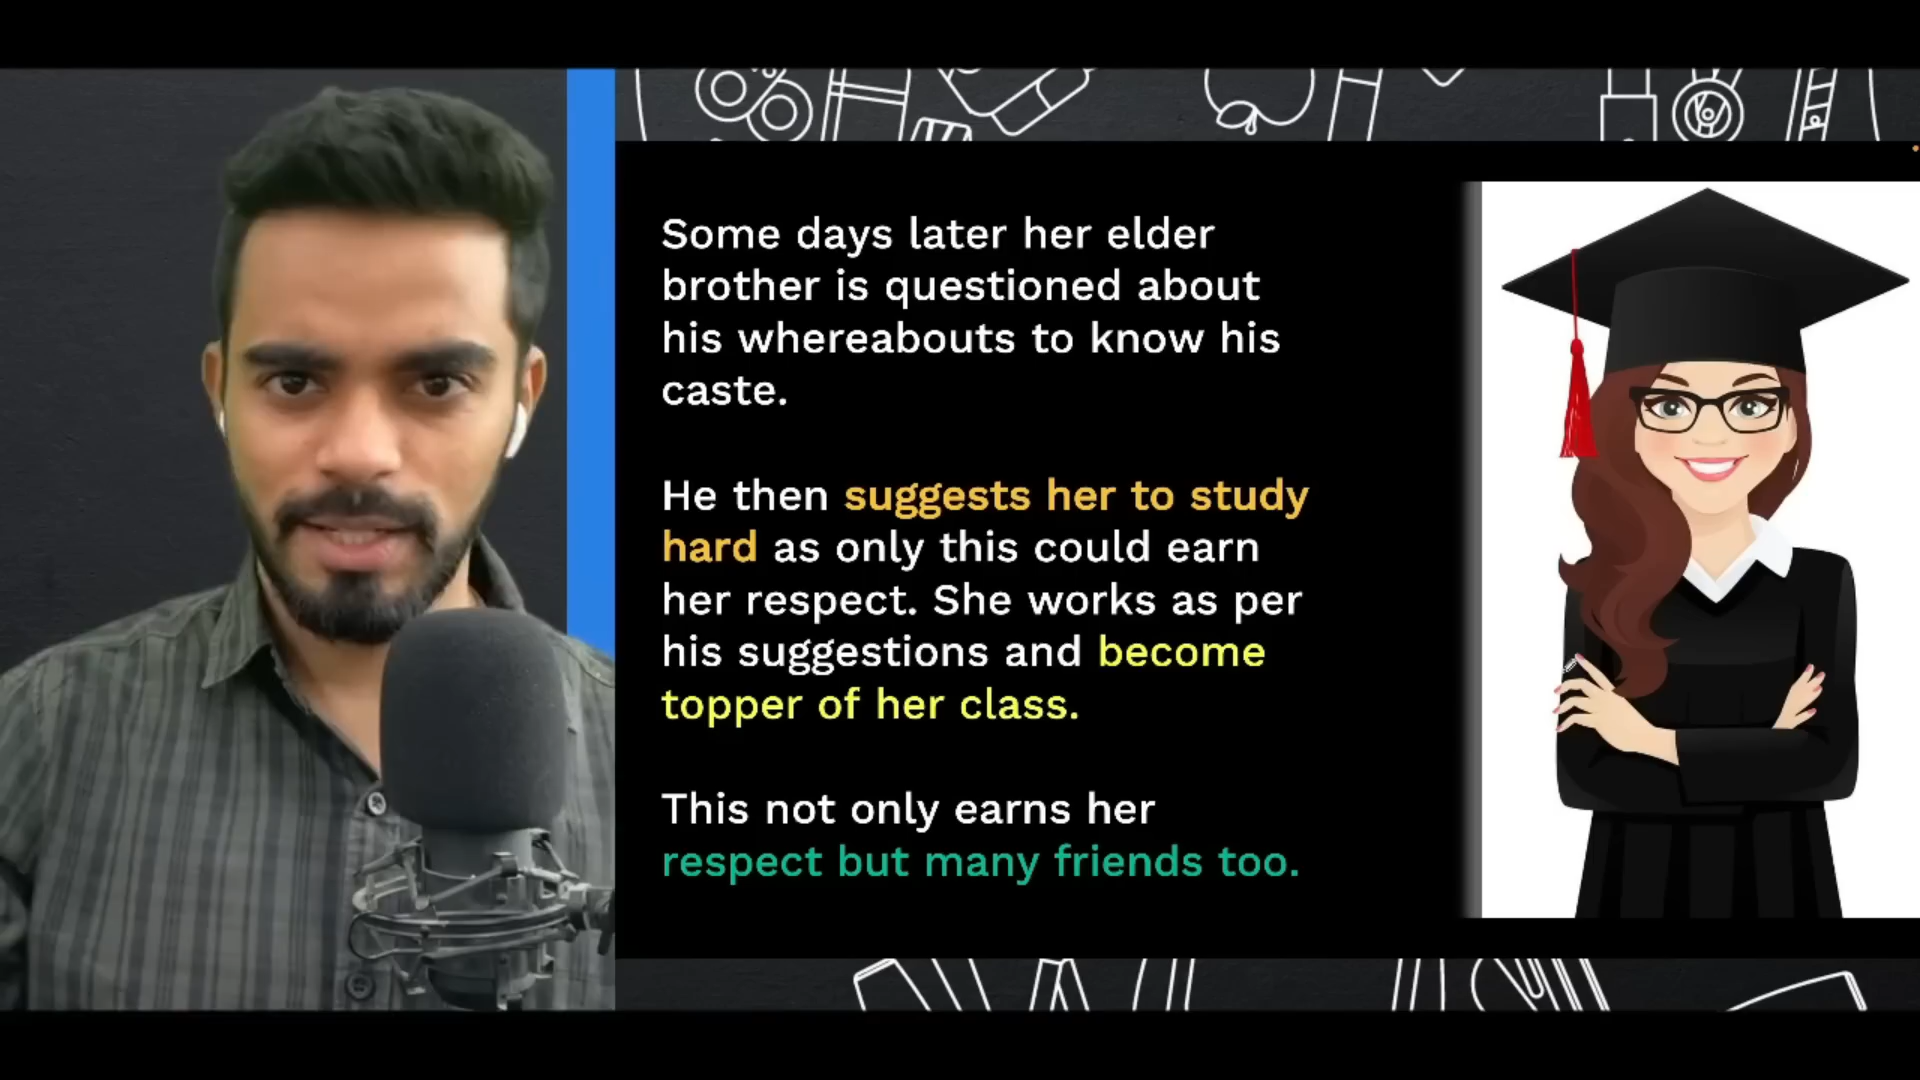 Some days later her elder
brother is questioned about
his whereabouts to know his
caste.
He then suggests her to study
hard as only this could earn
her respect. She works as per
his suggestions and become
topper of her class.
This not only earns her
respect but many friends too.